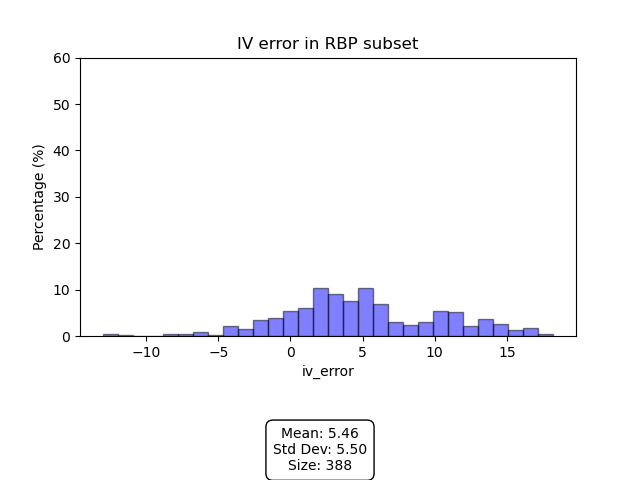 IV error in RBP subset
60
50
40
30
20
10
0
Percentage (%)
−10
−5
0
5
10
15
iv_error
Mean: 5.46
Std Dev: 5.50
Size: 388